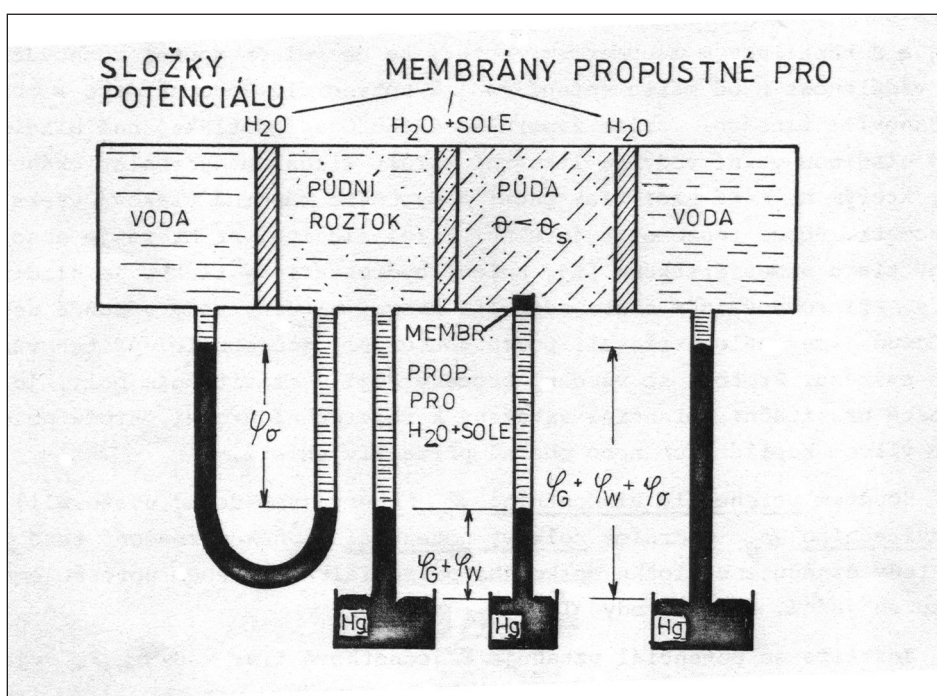 SLOŽKY
POTENCIÁLU
MEMBRÁNY PROPUSTNÉ PRO
H₂O
H₂O+SOLE
H₂O
VODA
PŮDNÍ
ROZTOK
PŮDA
θ < θₛ
VODA
MEMBR.
PROP.
PRO
H₂O+SOLE
φσ
φG + φW
φG + φW + φσ
Hg
Hg
Hg